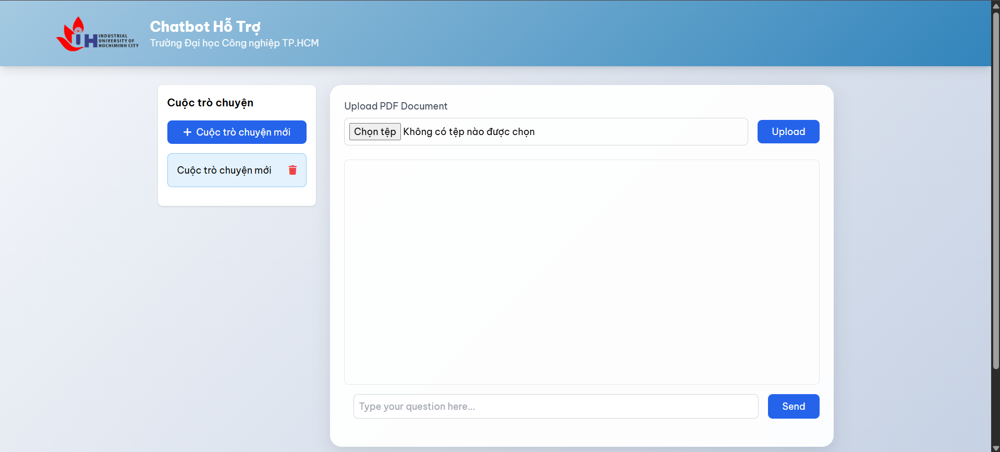 INDUSTRIAL
UNIVERSITY OF
HOCHIMINH CITY
Chatbot Hỗ Trợ
Trường Đại học Công nghiệp TP.HCM
Cuộc trò chuyện
+ Cuộc trò chuyện mới
Cuộc trò chuyện mới
Upload PDF Document
Chọn tệp Không có tệp nào được chọn
Upload
Type your question here...
Send